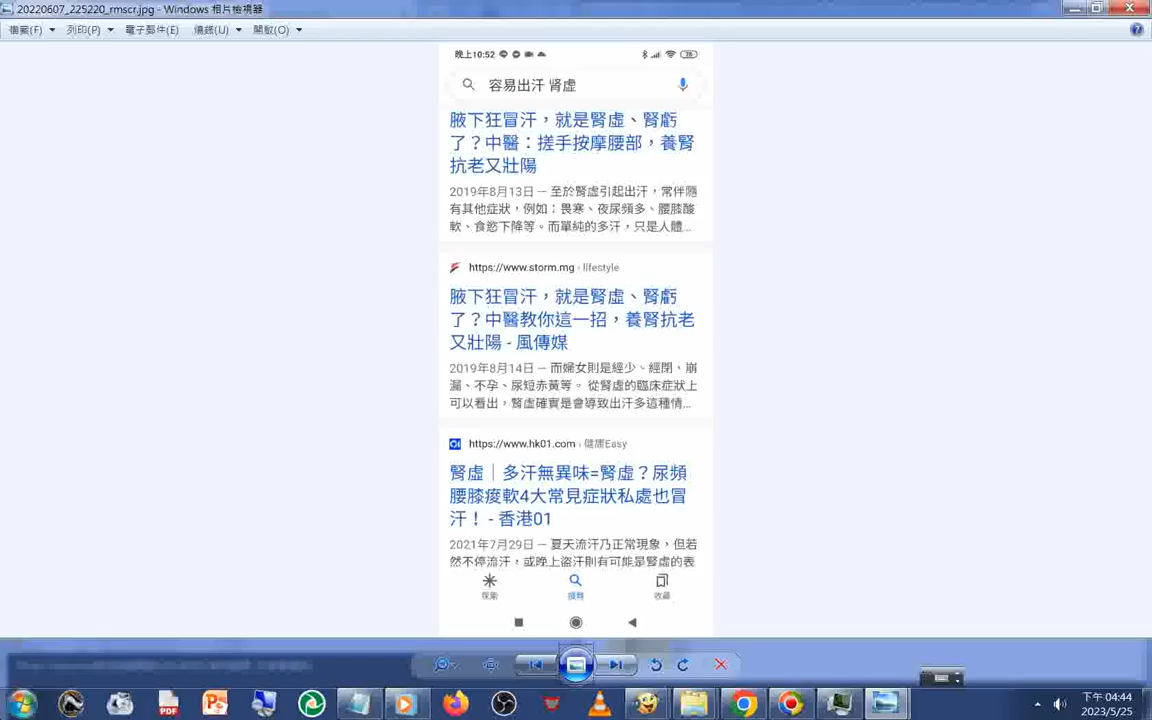 20220607_225220_rmscr.jpg - Windows 相片檢視器
檔案(F) 列印(P) 電子郵件(E) 燒錄(U) 開啟(O)
晚上10:52
容易出汗 肾虛
腋下狂冒汗，就是腎虛、腎虧
了？中醫：搓手按摩腰部，養腎
抗老又壯陽
2019年8月13日 — 至於腎虛引起出汗，常伴隨
有其他症狀，例如：畏寒、夜尿頻多、腰膝酸
軟、食慾下降等。而單純的多汗，只是人體...
https://www.storm.mg › lifestyle
腋下狂冒汗，就是腎虛、腎虧
了？中醫教你這一招，養腎抗老
又壯陽 - 風傳媒
2019年8月14日 — 而婦女則是經少、經閉、崩
漏、不孕、尿短赤黃等。 從腎虛的臨床症狀上
可以看出，腎虛確實是會導致出汗多這種情...
https://www.hk01.com › 健康Easy
腎虛｜多汗無異味=腎虛？尿頻
腰膝痠軟4大常見症狀私處也冒
汗！ - 香港01
2021年7月29日 — 夏天流汗乃正常現象，但若
然不停流汗，或晚上盜汗則有可能是腎虛的表
搜尋 收藏
PDF
下午 04:44
2023/5/25